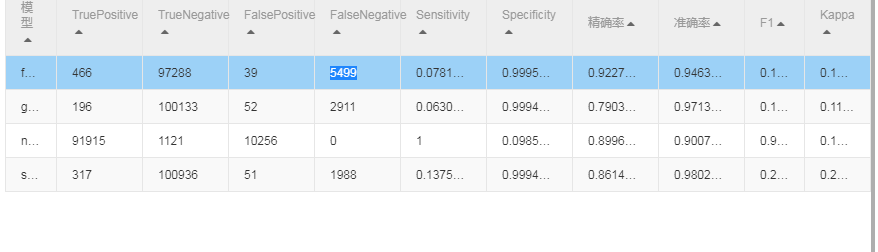 模型 TruePositive TrueNegative FalsePositive FalseNegative Sensitivity Specificity 精确率 准确率 F1 Kappa
f... 466 97288 39 5499 0.0781... 0.9995... 0.9227... 0.9463... 0.1... 0.1...
g... 196 100133 52 2911 0.0630... 0.9994... 0.7903... 0.9713... 0.1... 0.11...
n... 91915 1121 10256 0 1 0.0985... 0.8996... 0.9007... 0.9... 0.1...
s... 317 100936 51 1988 0.1375... 0.9994... 0.8614... 0.9802... 0.2... 0.2...